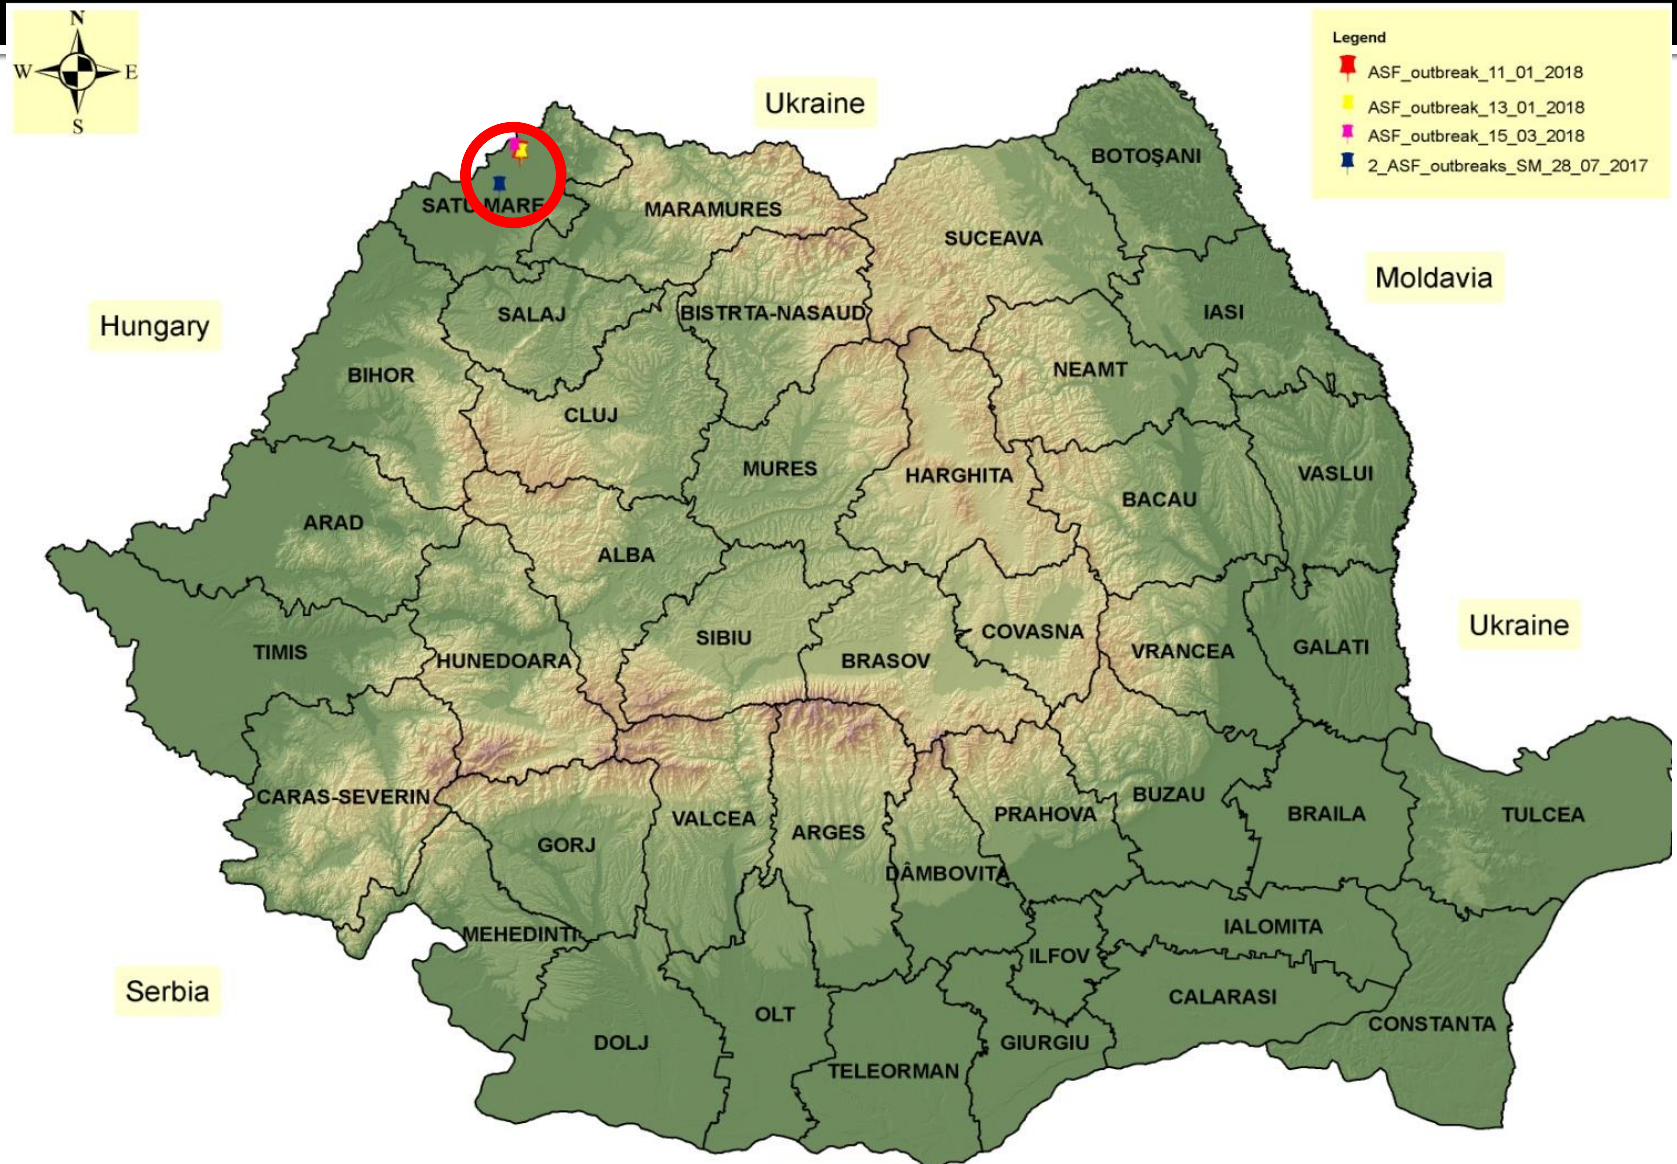 N
W E
S
Legend
ASF_outbreak_11_01_2018
ASF_outbreak_13_01_2018
ASF_outbreak_15_03_2018
2_ASF_outbreaks_SM_28_07_2017
Ukraine
BOTOŞANI
SATU MARE
MARAMURES
SUCEAVA
Moldavia
Hungary
SALAJ
BISTRTA-NASAUD
IASI
BIHOR
NEAMT
CLUJ
MURES
HARGHITA
VASLUI
BACAU
ARAD
ALBA
Ukraine
TIMIS
HUNEDOARA
SIBIU
BRASOV
COVASNA
VRANCEA
GALATI
CARAS-SEVERIN
GORJ
VALCEA
ARGES
PRAHOVA
BUZAU
BRAILA
TULCEA
DÂMBOVITA
MEHEDINTI
IALOMITA
ILFOV
Serbia
CALARASI
DOLJ
OLT
GIURGIU
CONSTANTA
TELEORMAN